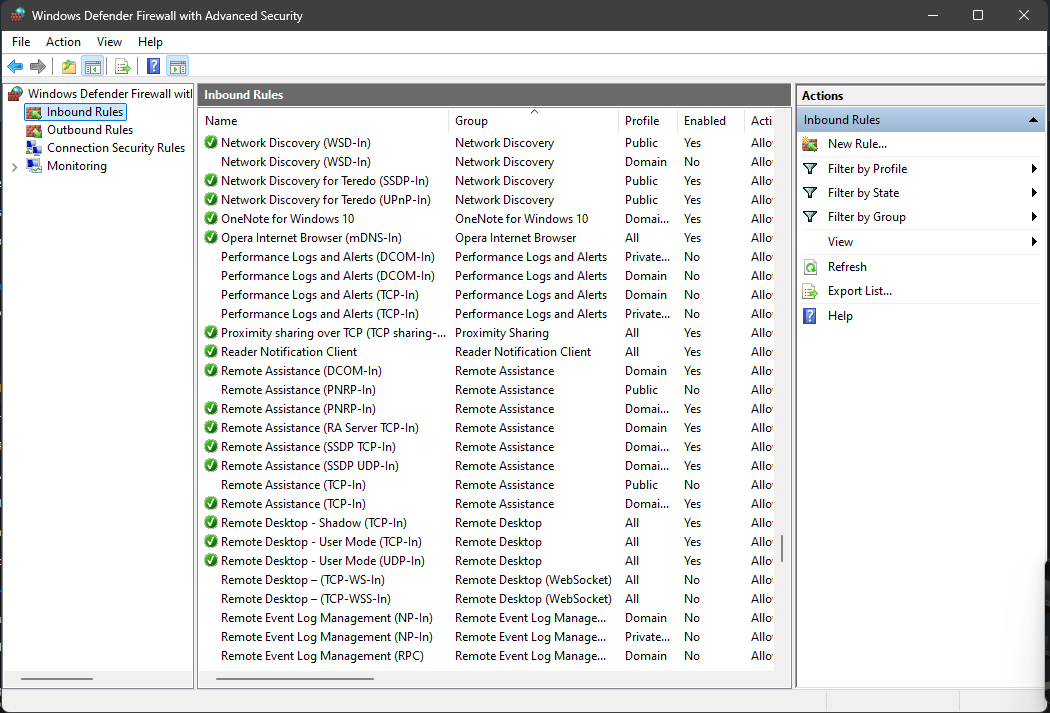 Windows Defender Firewall with Advanced Security
File Action View Help
Windows Defender Firewall wit
Inbound Rules
Outbound Rules
Connection Security Rules
Monitoring
Inbound Rules
Name Group Profile Enabled Acti
Network Discovery (WSD-In) Network Discovery Public Yes Allo
Network Discovery (WSD-In) Network Discovery Domain No Allo
Network Discovery for Teredo (SSDP-In) Network Discovery Public Yes Allo
Network Discovery for Teredo (UPnP-In) Network Discovery Public Yes Allo
OneNote for Windows 10 OneNote for Windows 10 Domai... Yes Allo
Opera Internet Browser (mDNS-In) Opera Internet Browser All Yes Allo
Performance Logs and Alerts (DCOM-In) Performance Logs and Alerts Private... No Allo
Performance Logs and Alerts (DCOM-In) Performance Logs and Alerts Domain No Allo
Performance Logs and Alerts (TCP-In) Performance Logs and Alerts Domain No Allo
Performance Logs and Alerts (TCP-In) Performance Logs and Alerts Private... No Allo
Proximity sharing over TCP (TCP sharing-... Proximity Sharing All Yes Allo
Reader Notification Client Reader Notification Client All Yes Allo
Remote Assistance (DCOM-In) Remote Assistance Domain Yes Allo
Remote Assistance (PNRP-In) Remote Assistance Public No Allo
Remote Assistance (PNRP-In) Remote Assistance Domai... Yes Allo
Remote Assistance (RA Server TCP-In) Remote Assistance Domain Yes Allo
Remote Assistance (SSDP TCP-In) Remote Assistance Domai... Yes Allo
Remote Assistance (SSDP UDP-In) Remote Assistance Domai... Yes Allo
Remote Assistance (TCP-In) Remote Assistance Public No Allo
Remote Assistance (TCP-In) Remote Assistance Domai... Yes Allo
Remote Desktop - Shadow (TCP-In) Remote Desktop All Yes Allo
Remote Desktop - User Mode (TCP-In) Remote Desktop All Yes Allo
Remote Desktop - User Mode (UDP-In) Remote Desktop All Yes Allo
Remote Desktop – (TCP-WS-In) Remote Desktop (WebSocket) All No Allo
Remote Desktop – (TCP-WSS-In) Remote Desktop (WebSocket) All No Allo
Remote Event Log Management (NP-In) Remote Event Log Manage... Domain No Allo
Remote Event Log Management (NP-In) Remote Event Log Manage... Private... No Allo
Remote Event Log Management (RPC) Remote Event Log Manage... Domain No Allo
Actions
Inbound Rules
New Rule...
Filter by Profile
Filter by State
Filter by Group
View
Refresh
Export List...
Help